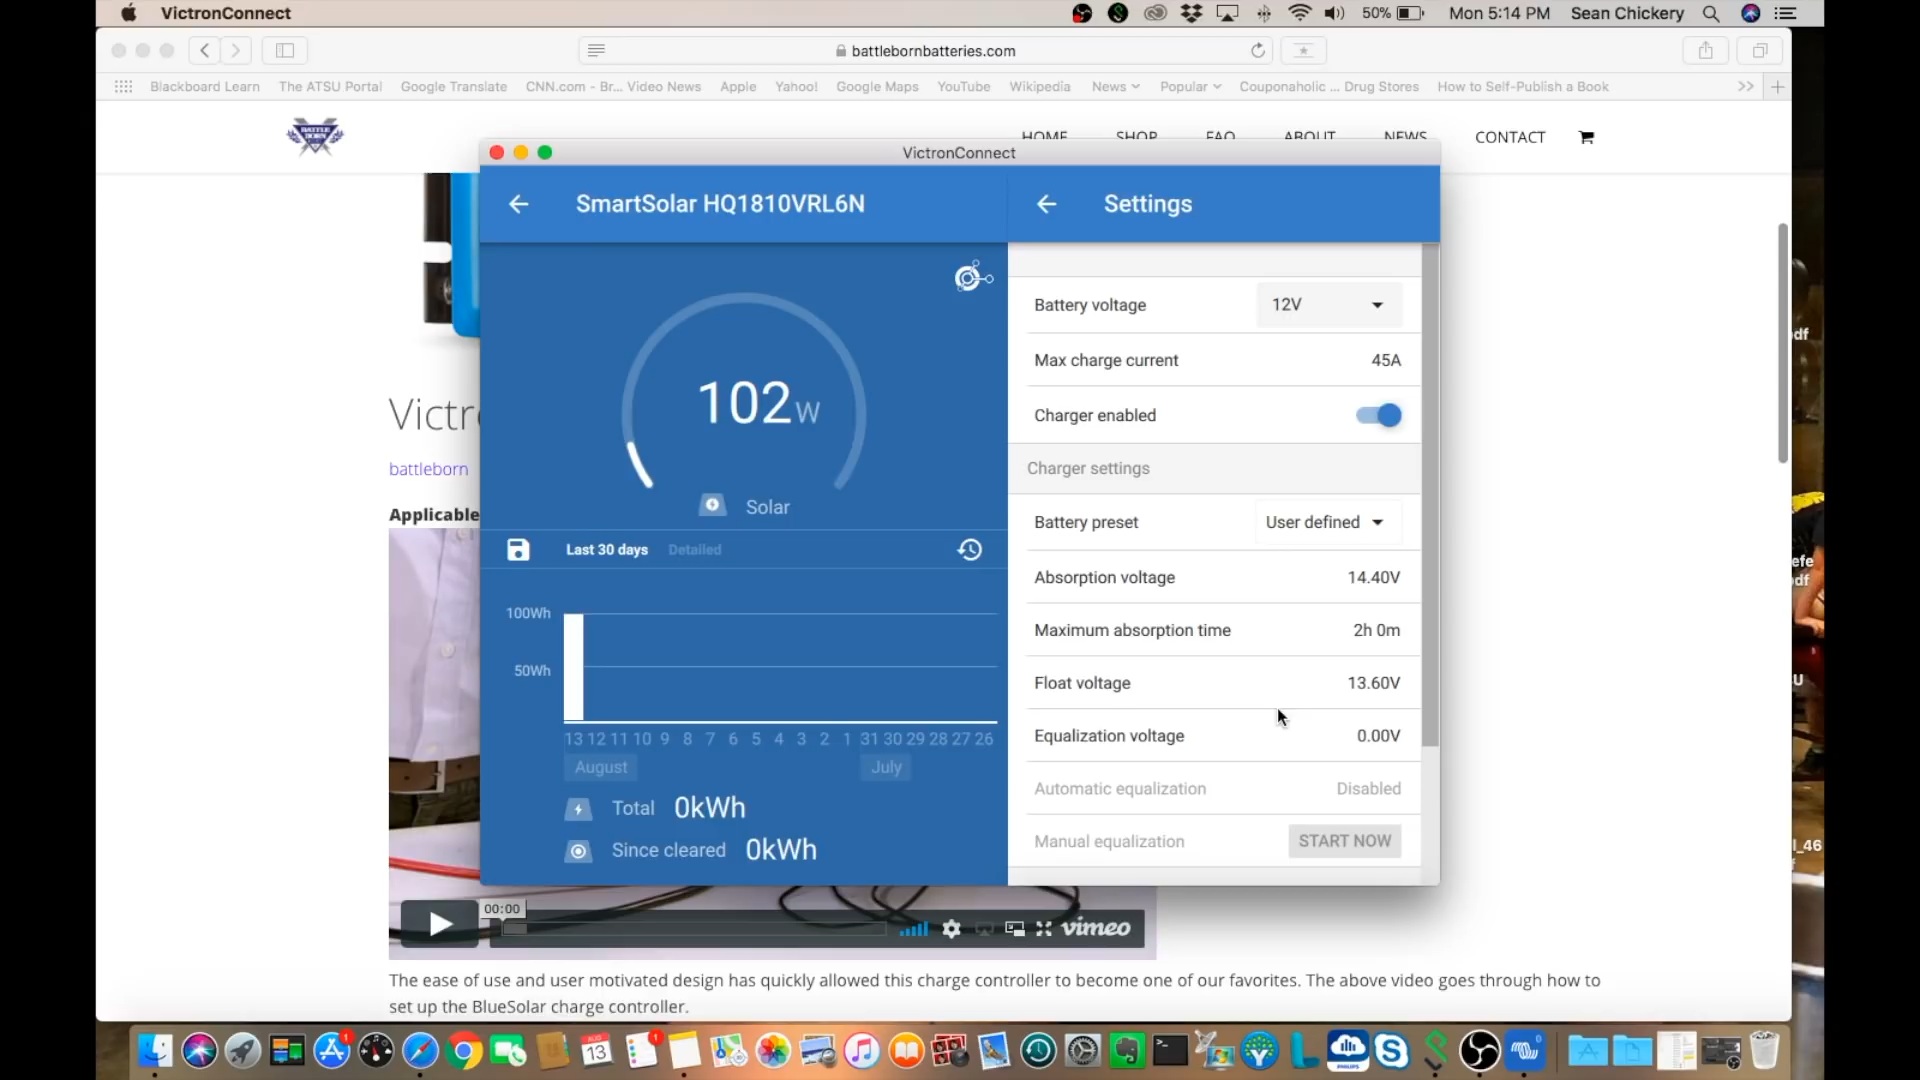 VictronConnect
50%
Mon 5:14 PM
Sean Chickery
battlebornbatteries.com
Blackboard Learn
The ATSU Portal
Google Translate
CNN.com - Br... Video News
Apple
Yahoo!
Google Maps
YouTube
Wikipedia
News
Popular
Couponaholic ... Drug Stores
How to Self-Publish a Book
BATTLE BORN
HOME
SHOP
FAQ
ABOUT
NEWS
CONTACT
VictronConnect
SmartSolar HQ1810VRL6N
Settings
102W
Solar
Last 30 days
Detailed
100Wh
50Wh
13 12 11 10 9 8 7 6 5 4 3 2 1 31 30 29 28 27 26
August
July
Total 0kWh
Since cleared 0kWh
Battery voltage 12V
Max charge current 45A
Charger enabled
Charger settings
Battery preset User defined
Absorption voltage 14.40V
Maximum absorption time 2h 0m
Float voltage 13.60V
Equalization voltage 0.00V
Automatic equalization Disabled
Manual equalization START NOW
Victr
battleborn
Applicable
00:00
vimeo
The ease of use and user motivated design has quickly allowed this charge controller to become one of our favorites. The above video goes through how to
set up the BlueSolar charge controller.
1
AUG
13
1
PHILIPS